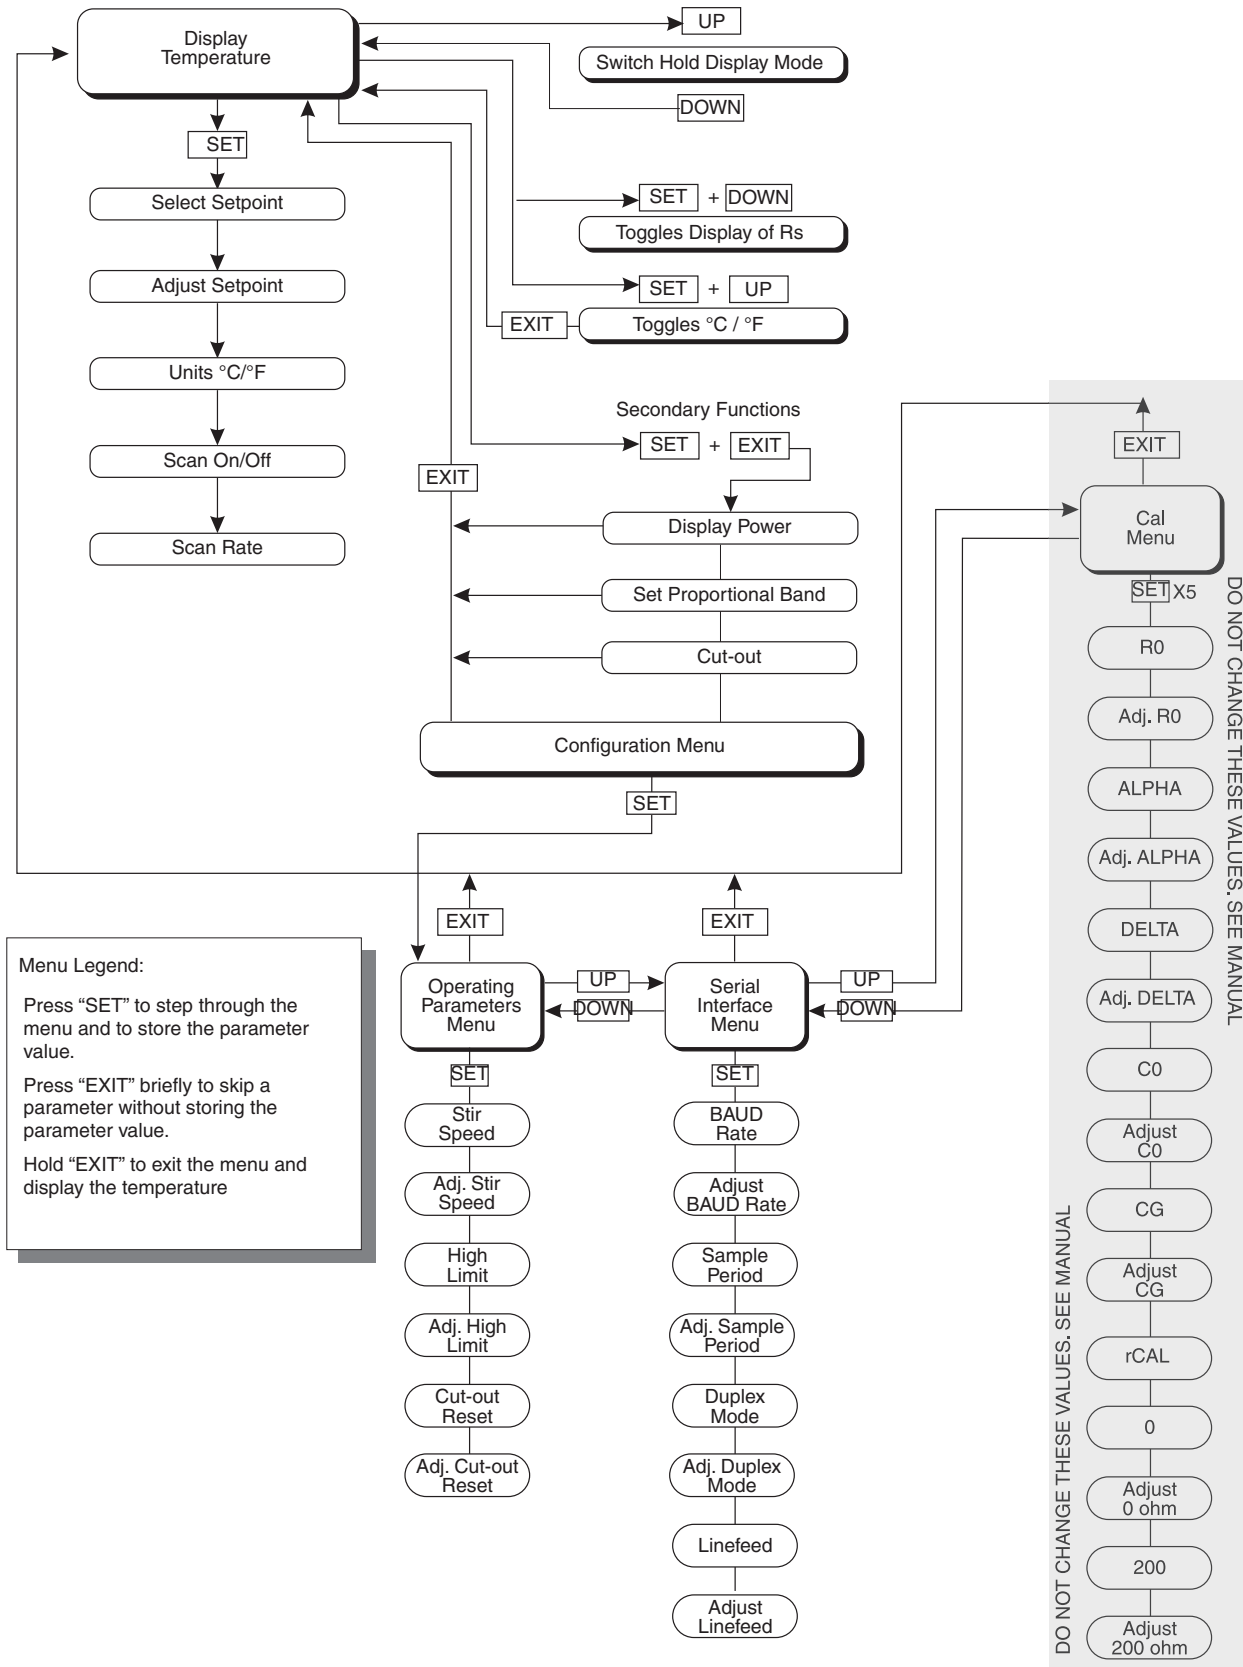 Display
Temperature
UP
Switch Hold Display Mode
DOWN
SET
Select Setpoint
Adjust Setpoint
Units °C/°F
Scan On/Off
Scan Rate
SET + DOWN
Toggles Display of Rs
SET + UP
EXIT
Toggles °C / °F
Secondary Functions
SET + EXIT
EXIT
Display Power
Set Proportional Band
Cut-out
Configuration Menu
SET
EXIT
Operating
Parameters
Menu
UP
DOWN
SET
Stir
Speed
Adj. Stir
Speed
High
Limit
Adj. High
Limit
Cut-out
Reset
Adj. Cut-out
Reset
EXIT
Serial
Interface
Menu
UP
DOWN
SET
BAUD
Rate
Adjust
BAUD Rate
Sample
Period
Adj. Sample
Period
Duplex
Mode
Adj. Duplex
Mode
Linefeed
Adjust
Linefeed
EXIT
Cal
Menu
SET X5
R0
Adj. R0
ALPHA
Adj. ALPHA
DELTA
Adj. DELTA
C0
Adjust
C0
CG
Adjust
CG
rCAL
0
Adjust
0 ohm
200
Adjust
200 ohm
DO NOT CHANGE THESE VALUES. SEE MANUAL
DO NOT CHANGE THESE VALUES. SEE MANUAL
Menu Legend:
Press “SET” to step through the
menu and to store the parameter
value.
Press “EXIT” briefly to skip a
parameter without storing the
parameter value.
Hold “EXIT” to exit the menu and
display the temperature